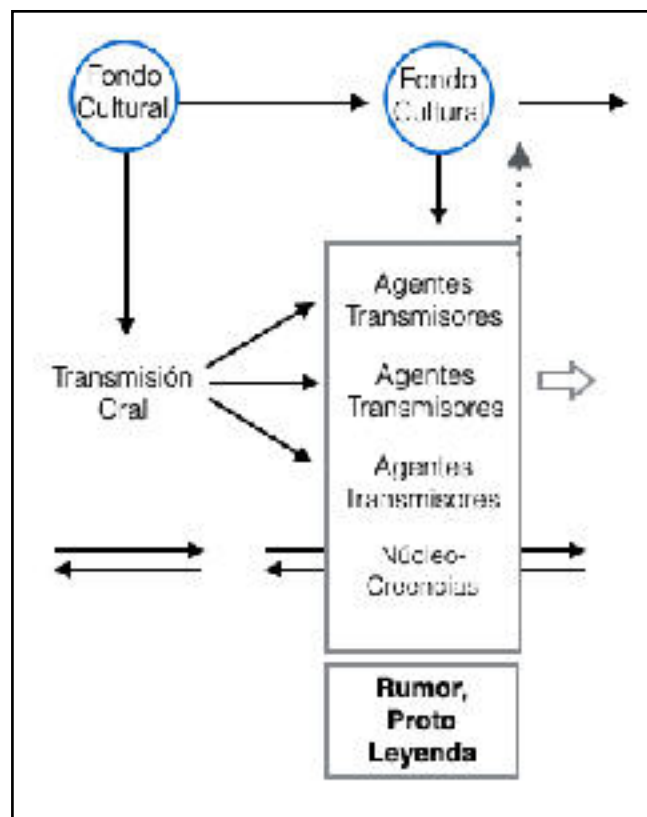 Fondo
Cultural
Fondo
Cultural
Agentes
Transmisores
Transmisión
Oral
Agentes
Transmisores
Agentes
Transmisores
Núcleo-
Creencias
Rumor,
Proto
Leyenda